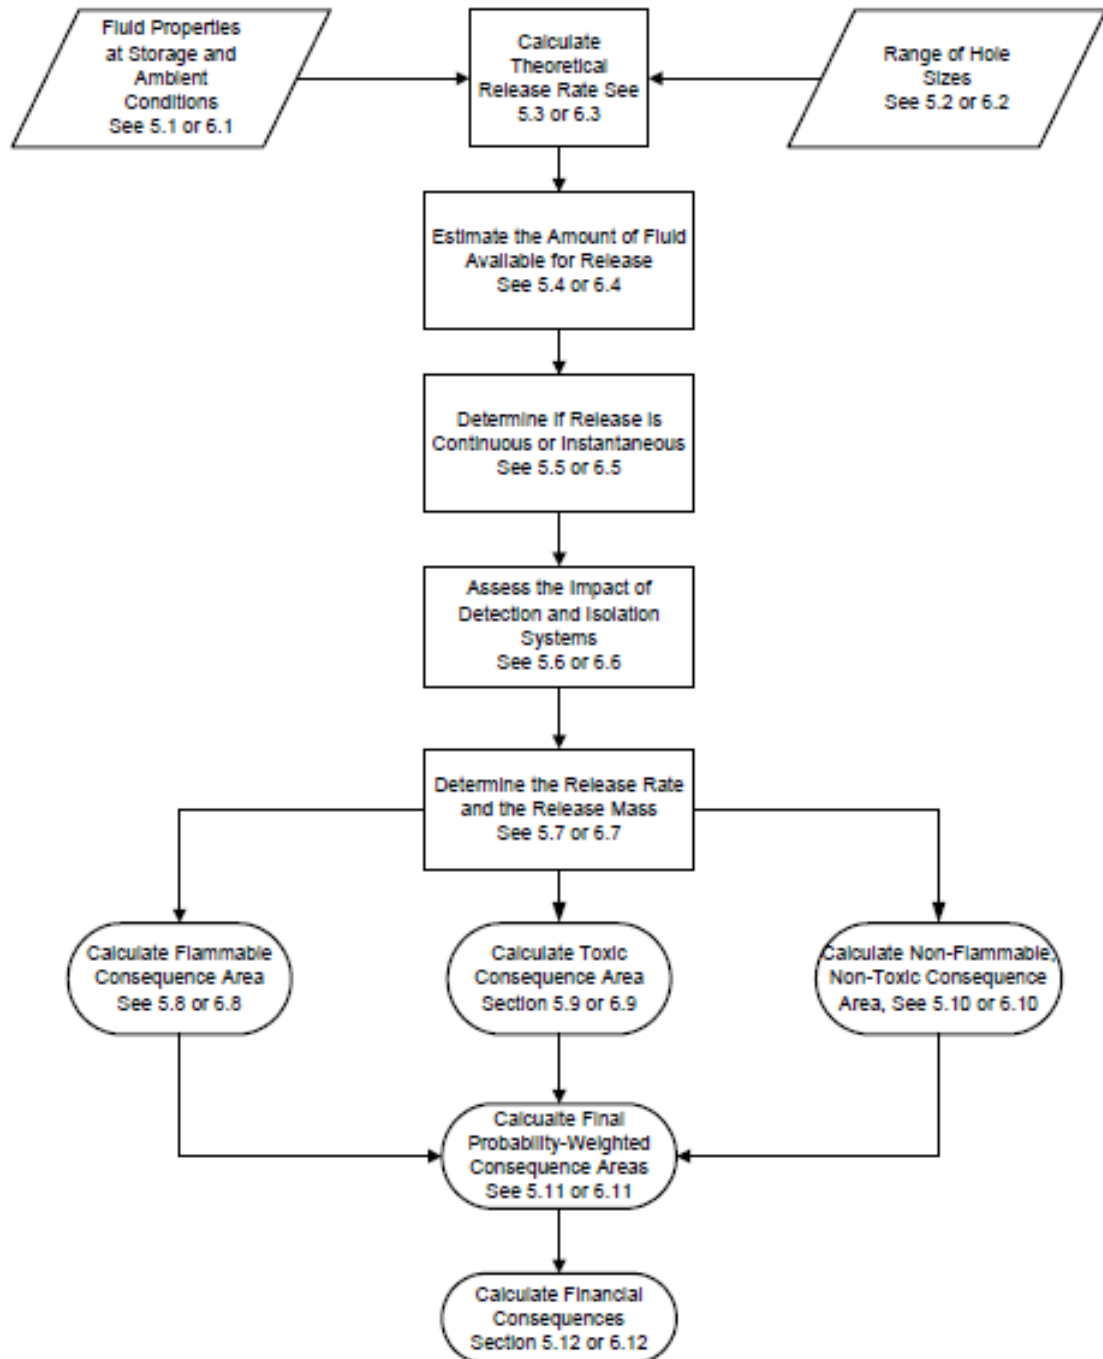 Fluid Properties
at Storage and
Ambient
Conditions
See 5.1 or 6.1
Calculate
Theoretical
Release Rate See
5.3 or 6.3
Range of Hole
Sizes
See 5.2 or 6.2
Estimate the Amount of Fluid
Available for Release
See 5.4 or 6.4
Determine if Release is
Continuous or Instantaneous
See 5.5 or 6.5
Assess the Impact of
Detection and Isolation
Systems
See 5.6 or 6.6
Determine the Release Rate
and the Release Mass
See 5.7 or 6.7
Calculate Flammable
Consequence Area
See 5.8 or 6.8
Calculate Toxic
Consequence Area
Section 5.9 or 6.9
Calculate Non-Flammable,
Non-Toxic Consequence
Area, See 5.10 or 6.10
Calcualte Final
Probability-Weighted
Consequence Areas
See 5.11 or 6.11
Calculate Financial
Consequences
Section 5.12 or 6.12